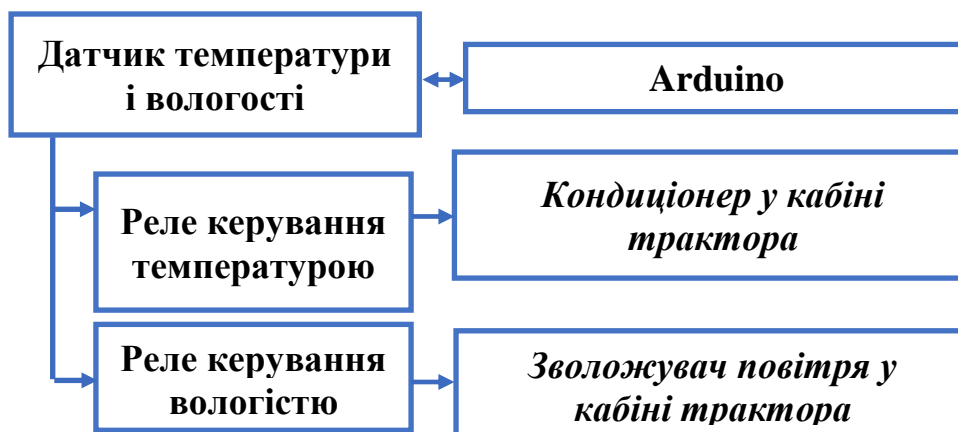 Датчик температури
і вологості
Arduino
Реле керування
температурою
Кондиціонер у кабіні
трактора
Реле керування
вологістю
Зволожувач повітря у
кабіні трактора